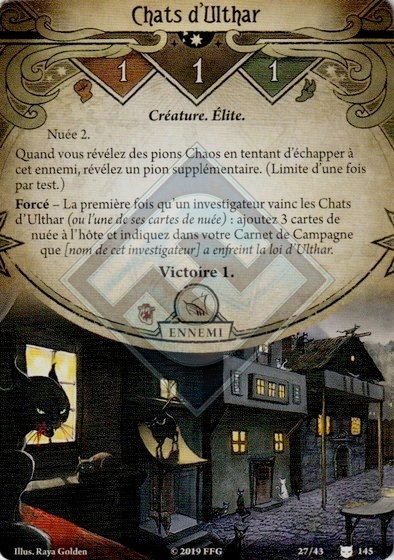 Chats d'Ulthar
1 1 1
Créature. Élite.
Nuée 2.
Quand vous révélez des pions Chaos en tentant d'échapper à
cet ennemi, révélez un pion supplémentaire. (Limite d'une fois
par test.)
Forcé – La première fois qu'un investigateur vainc les Chats
d'Ulthar (ou l'une de ses cartes de nuée) : ajoutez 3 cartes
de nuée à l'hôte et indiquez dans votre Carnet de Campagne
que [nom de cet investigateur] a enfreint la loi d'Ulthar.
Victoire 1.
ENNEMI
Illus. Raya Golden © 2019 FFG 27/43 145